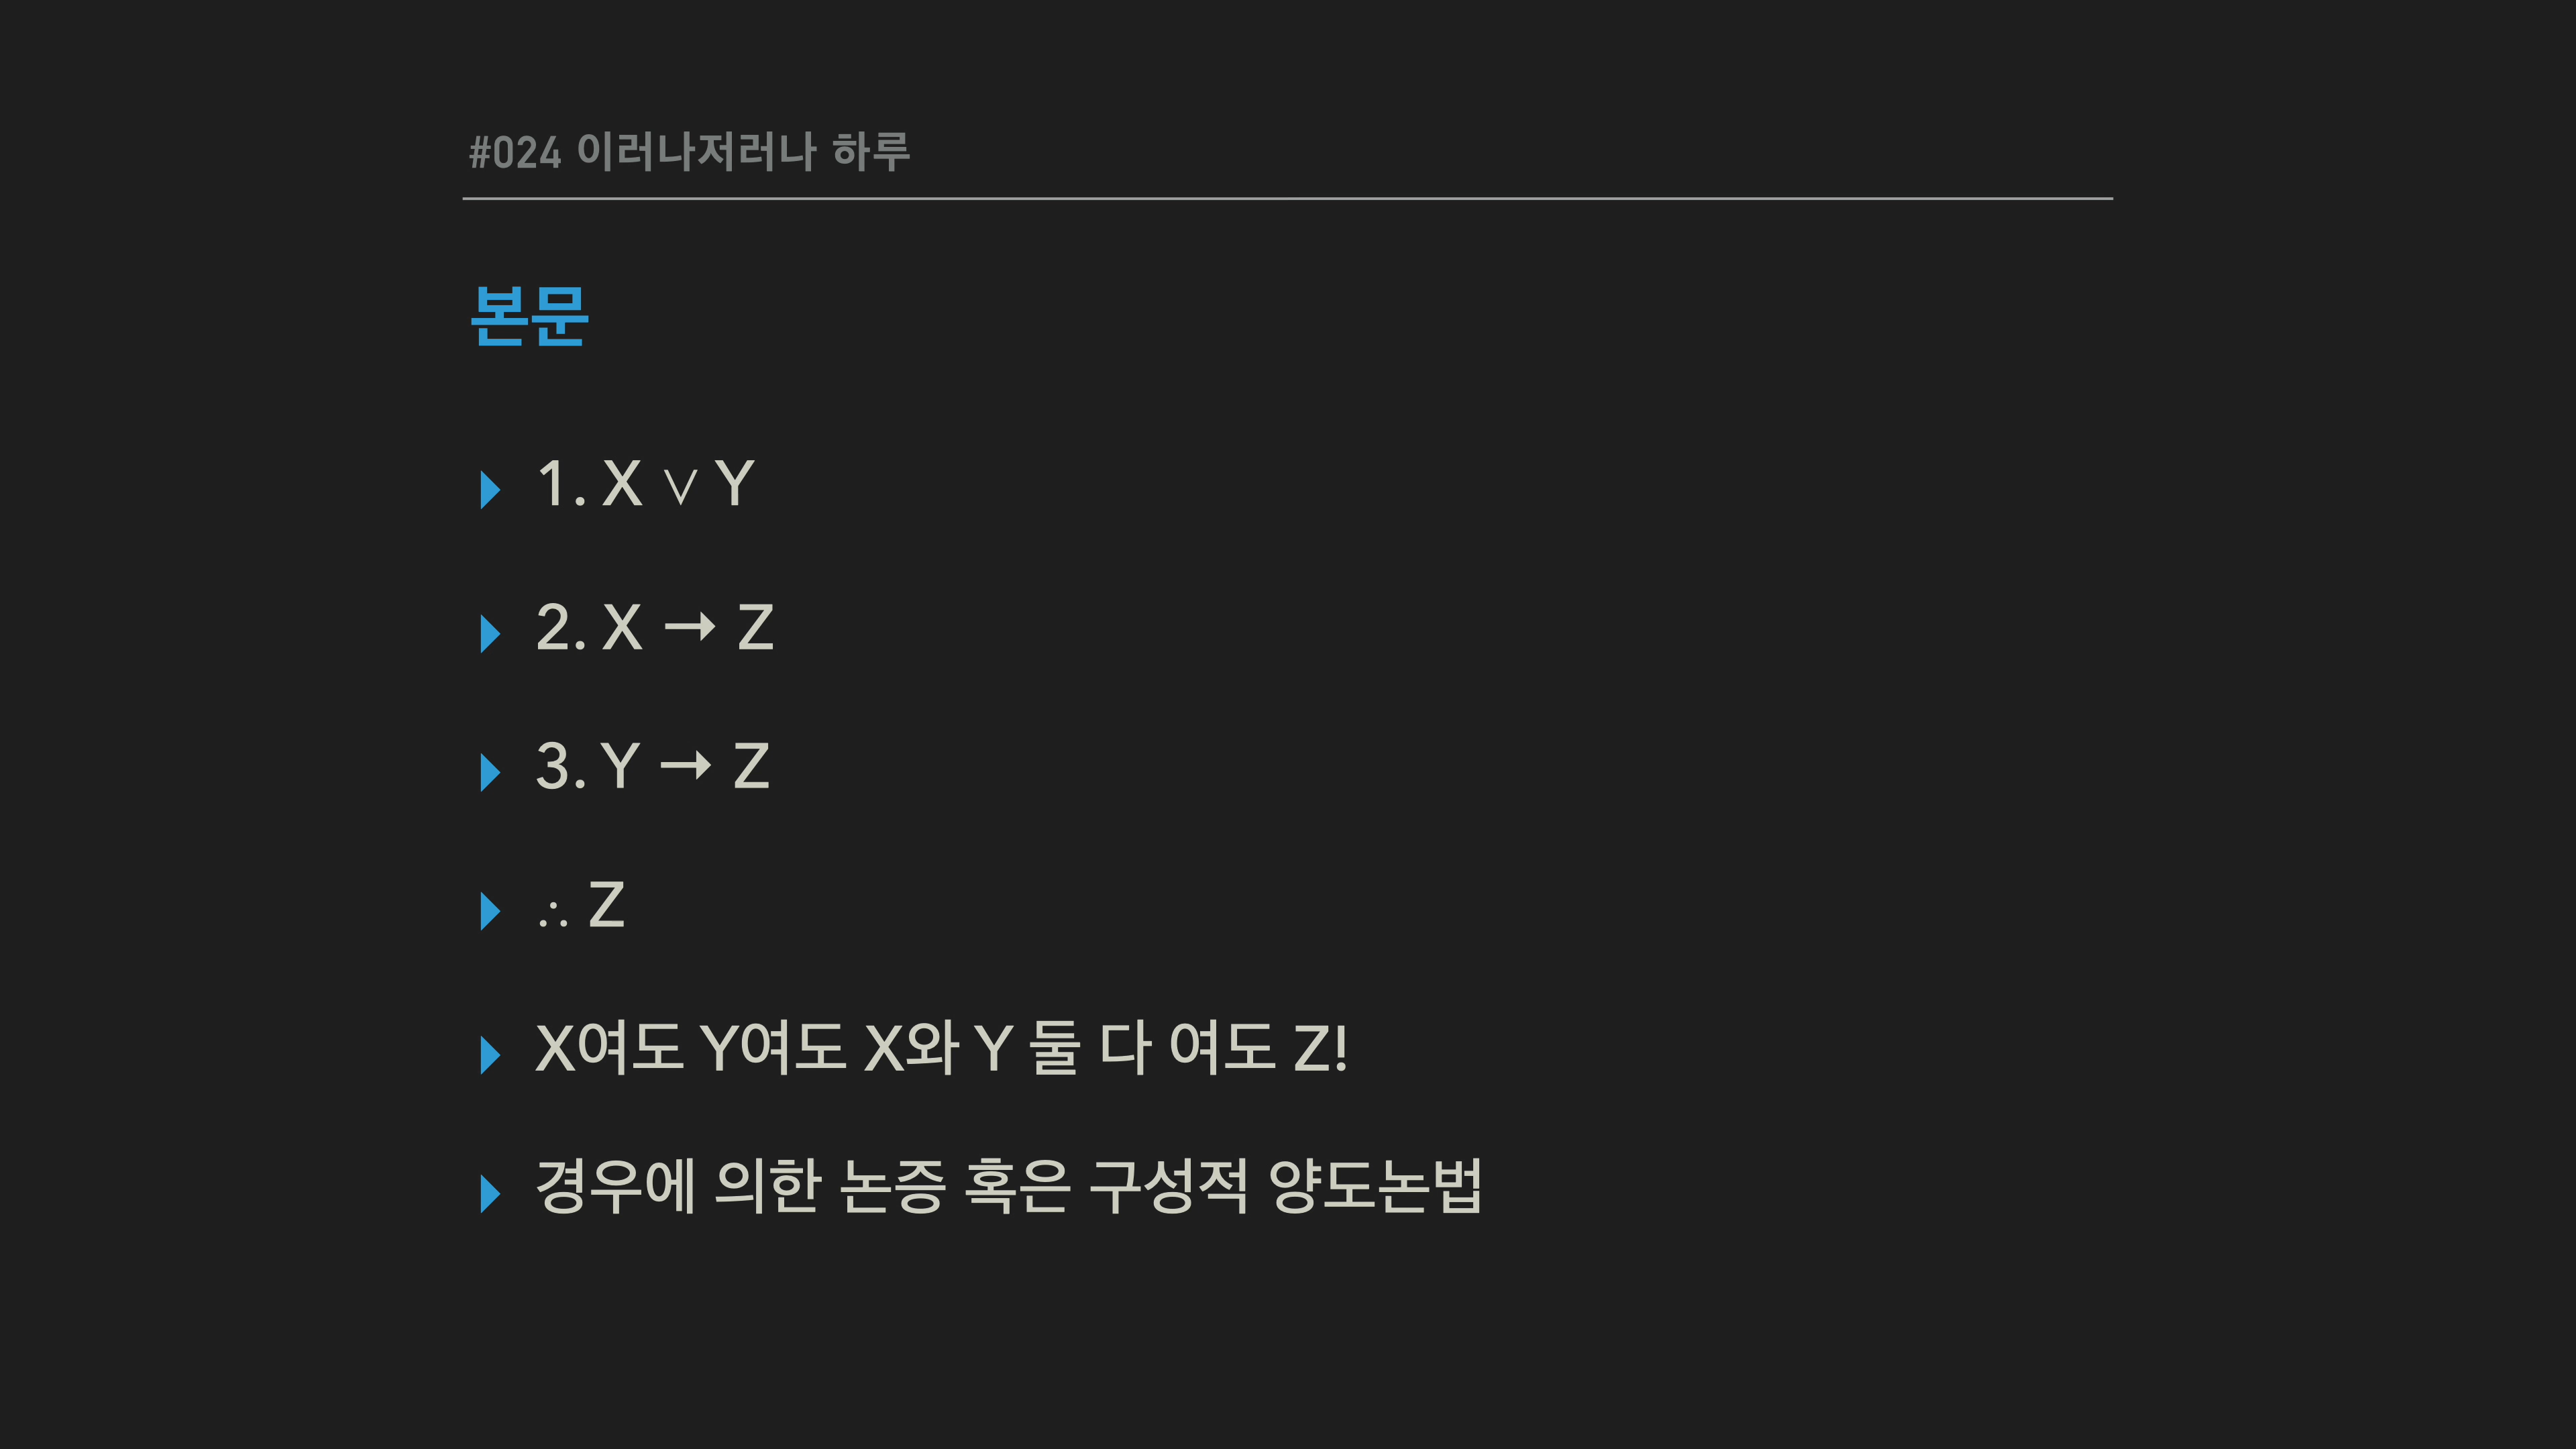 #024 이러나저러나 하루
본문
1. X ∨ Y
2. X → Z
3. Y → Z
∴ Z
X여도 Y여도 X와 Y 둘 다 여도 Z!
경우에 의한 논증 혹은 구성적 양도논법